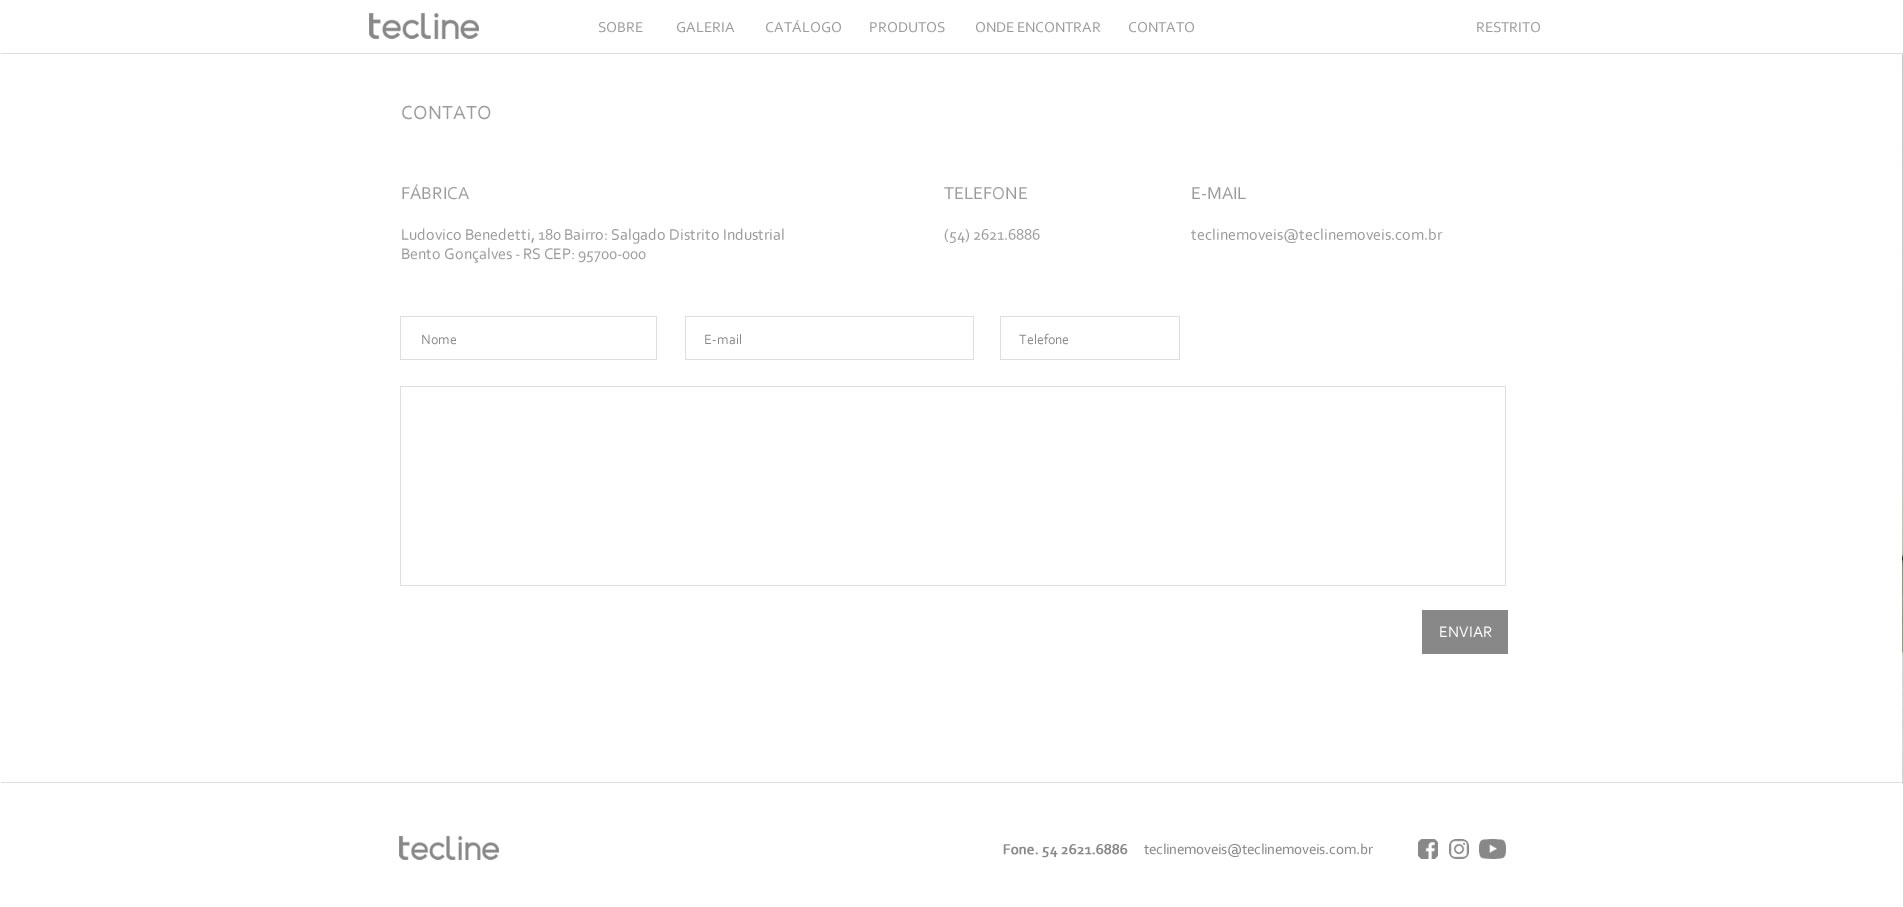 tecline
SOBRE GALERIA CATÁLOGO PRODUTOS ONDE ENCONTRAR CONTATO RESTRITO
CONTATO
FÁBRICA
Ludovico Benedetti, 180 Bairro: Salgado Distrito Industrial
Bento Gonçalves - RS CEP: 95700-000
TELEFONE
(54) 2621.6886
E-MAIL
teclinemoveis@teclinemoveis.com.br
Nome
E-mail
Telefone
ENVIAR
tecline
Fone. 54 2621.6886 teclinemoveis@teclinemoveis.com.br